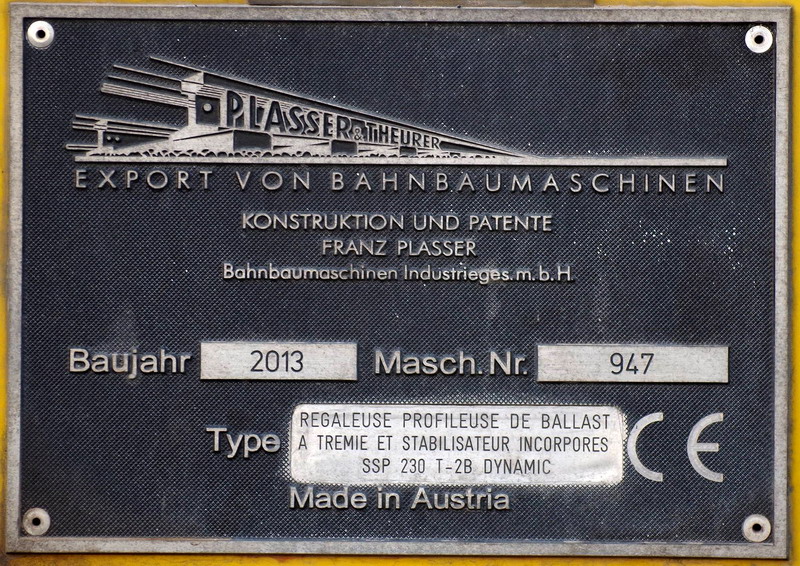 PLASSER & THEURER
EXPORT VON BAHNBAUMASCHINEN
KONSTRUKTION UND PATENTE
FRANZ PLASSER
Bahnbaumaschinen Industrieges.m.b.H.
Baujahr 2013 Masch.Nr. 947
Type REGALEUSE PROFILEUSE DE BALLAST
A TREMIE ET STABILISATEUR INCORPORES
SSP 230 T-2B DYNAMIC
CE
Made in Austria